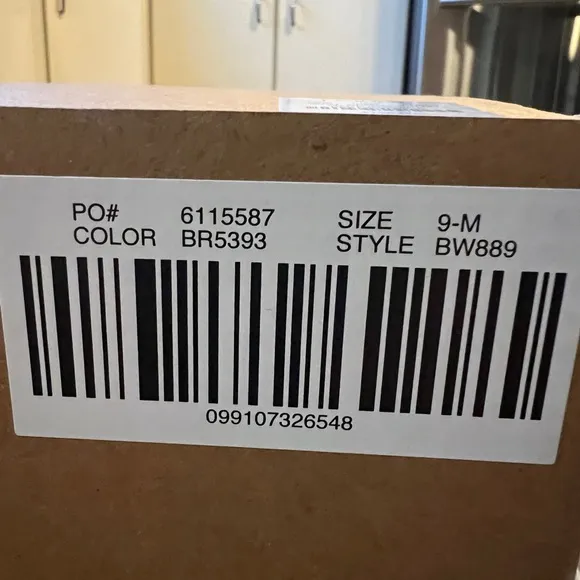 PO# 6115587 SIZE 9-M
COLOR BR5393 STYLE BW889
099107326548